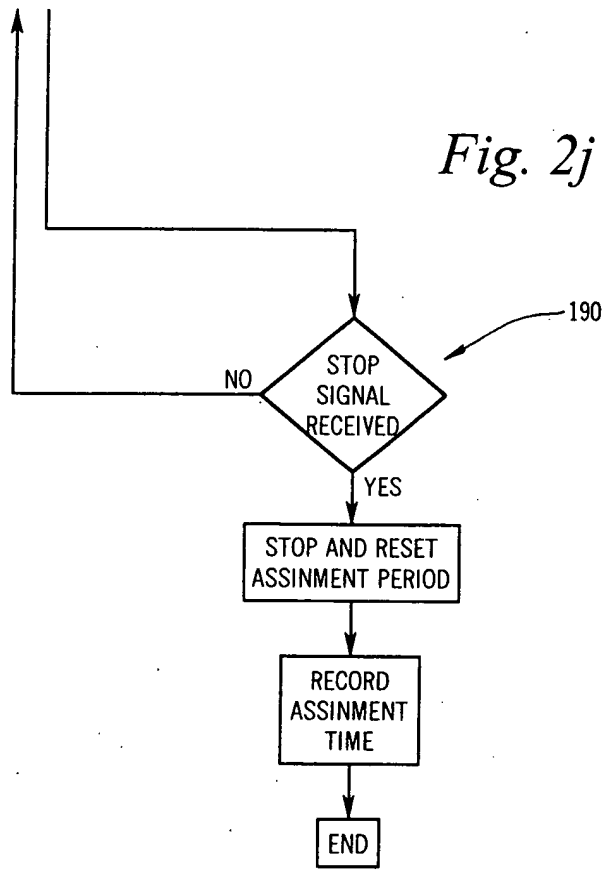 Fig. 2j
190
STOP
SIGNAL
RECEIVED
NO
YES
STOP AND RESET
ASSINMENT PERIOD
RECORD
ASSINMENT
TIME
END